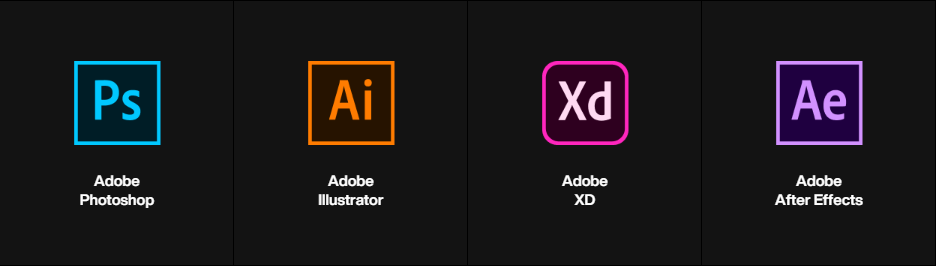 Ps
Ai
Xd
Ae
Adobe
Photoshop
Adobe
Illustrator
Adobe
XD
Adobe
After Effects